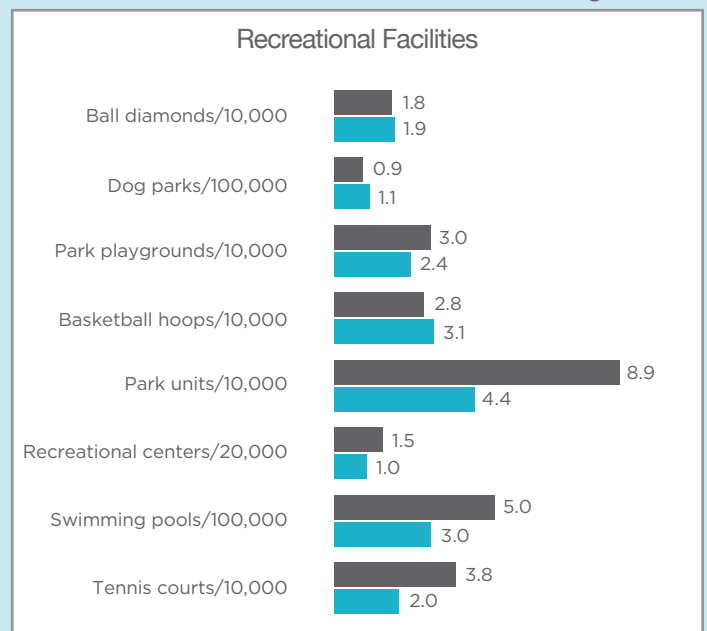 Recreational Facilities
Ball diamonds/10,000
1.8
1.9
Dog parks/100,000
0.9
1.1
Park playgrounds/10,000
3.0
2.4
Basketball hoops/10,000
2.8
3.1
Park units/10,000
8.9
4.4
Recreational centers/20,000
1.5
1.0
Swimming pools/100,000
5.0
3.0
Tennis courts/10,000
3.8
2.0